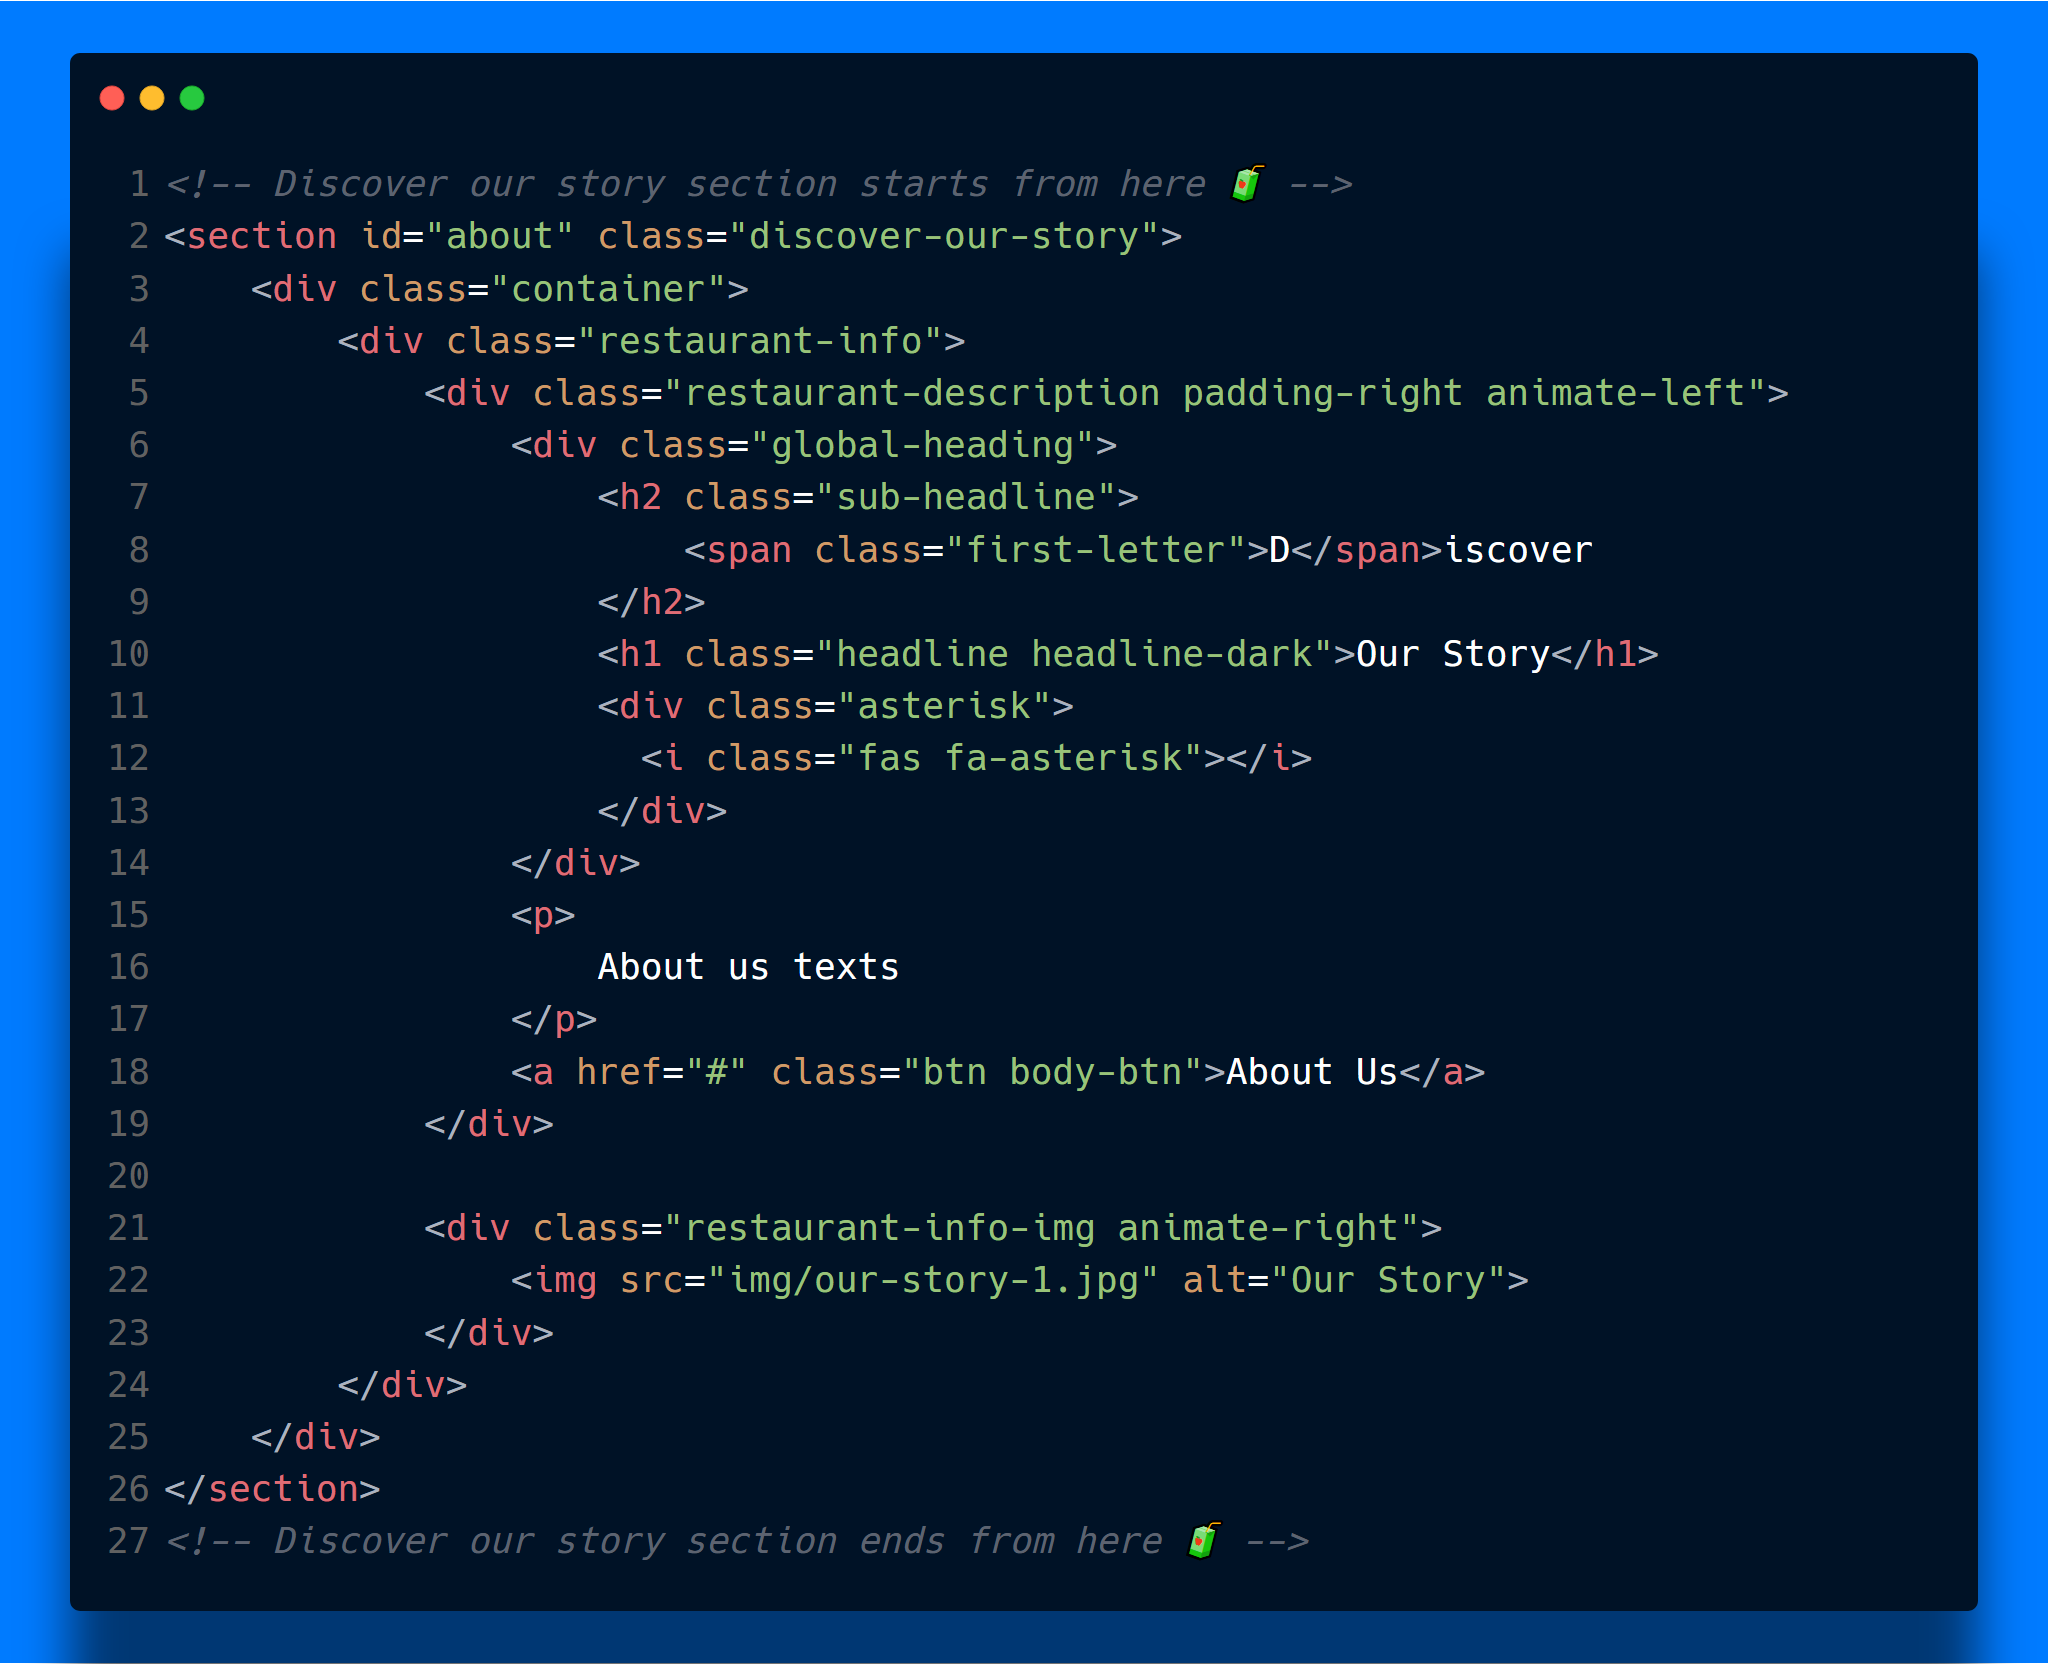 1 <!-- Discover our story section starts from here 🧃 -->
2 <section id="about" class="discover-our-story">
3     <div class="container">
4         <div class="restaurant-info">
5             <div class="restaurant-description padding-right animate-left">
6                 <div class="global-heading">
7                     <h2 class="sub-headline">
8                         <span class="first-letter">D</span>iscover
9                     </h2>
10                     <h1 class="headline headline-dark">Our Story</h1>
11                     <div class="asterisk">
12                       <i class="fas fa-asterisk"></i>
13                     </div>
14                 </div>
15                 <p>
16                     About us texts
17                 </p>
18                 <a href="#" class="btn body-btn">About Us</a>
19             </div>
20
21             <div class="restaurant-info-img animate-right">
22                 <img src="img/our-story-1.jpg" alt="Our Story">
23             </div>
24         </div>
25     </div>
26 </section>
27 <!-- Discover our story section ends from here 🧃 -->